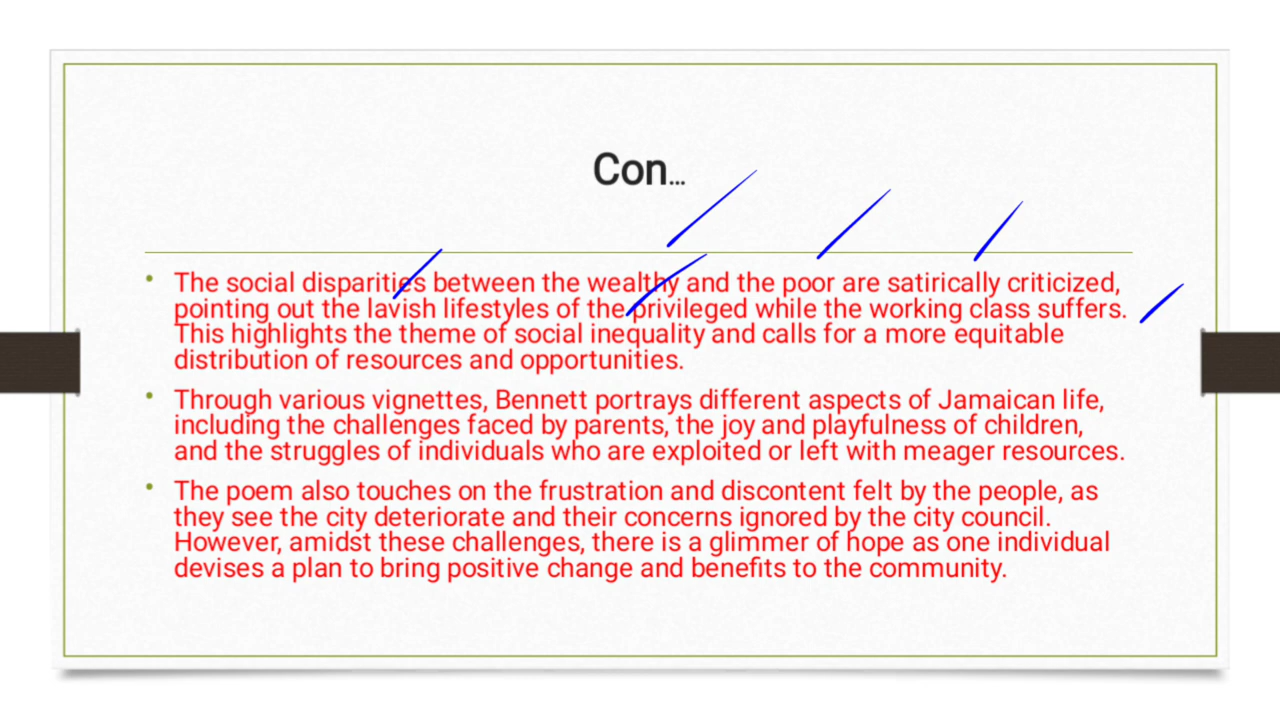 Con...
• The social disparities between the wealthy and the poor are satirically criticized,
pointing out the lavish lifestyles of the privileged while the working class suffers.
This highlights the theme of social inequality and calls for a more equitable
distribution of resources and opportunities.
• Through various vignettes, Bennett portrays different aspects of Jamaican life,
including the challenges faced by parents, the joy and playfulness of children,
and the struggles of individuals who are exploited or left with meager resources.
• The poem also touches on the frustration and discontent felt by the people, as
they see the city deteriorate and their concerns ignored by the city council.
However, amidst these challenges, there is a glimmer of hope as one individual
devises a plan to bring positive change and benefits to the community.